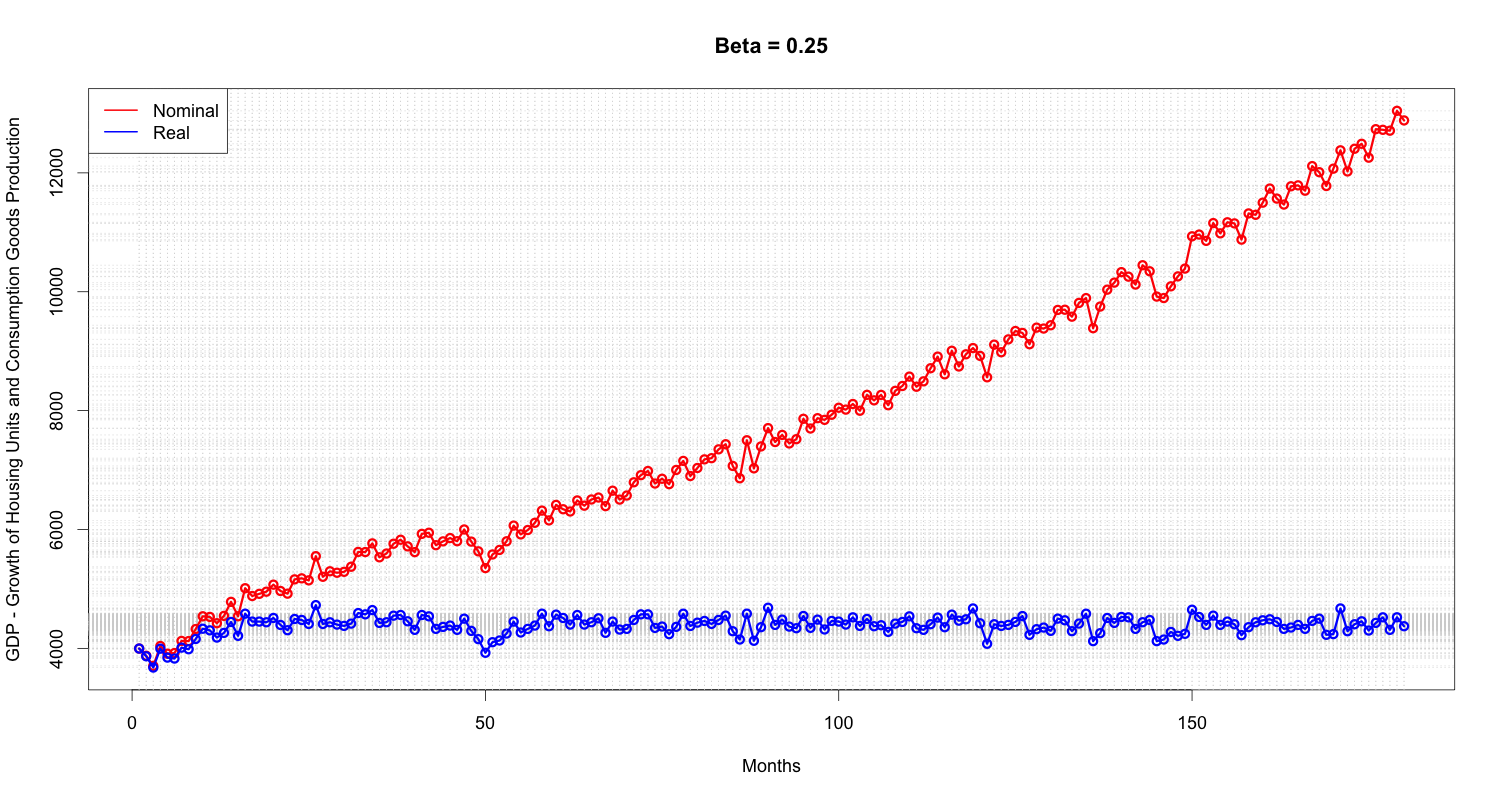 Beta = 0.25
Nominal
Real
GDP - Growth of Housing Units and Consumption Goods Production
12000
10000
8000
6000
4000
0 50 100 150
Months